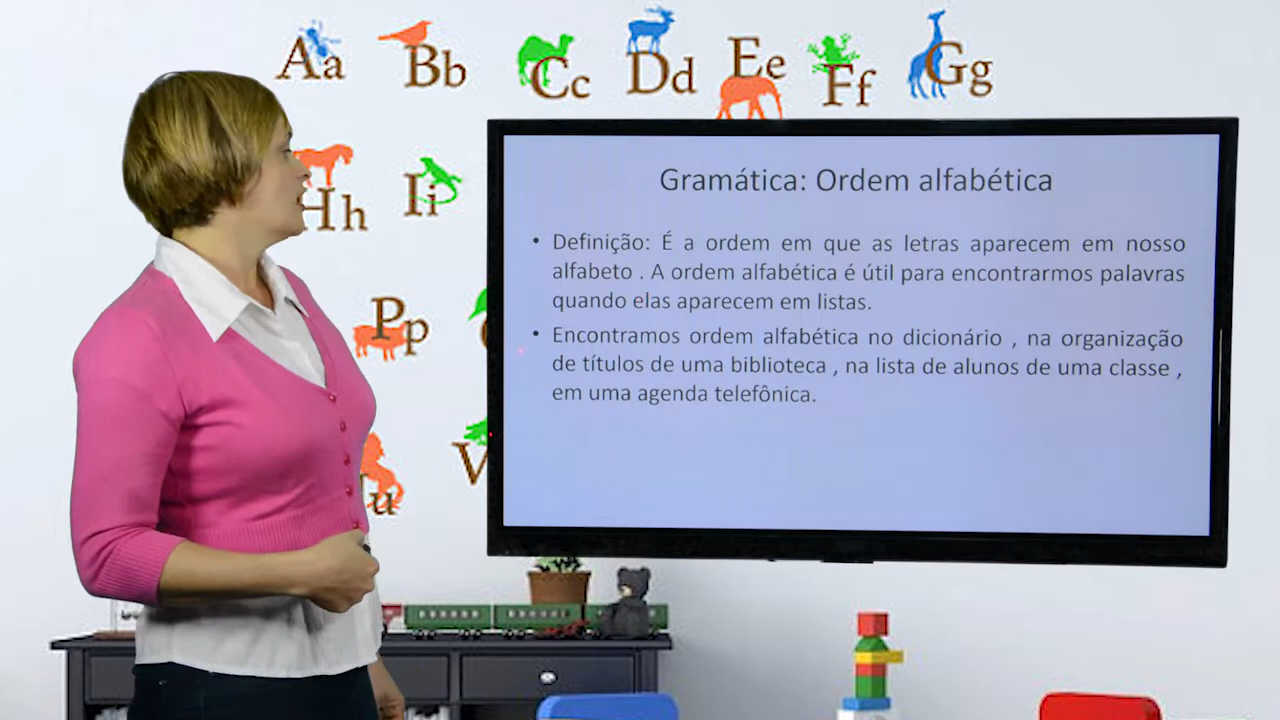 Aa Bb Cc Dd Ee Ff Gg
Hh Ii
Pp
V
Gramática: Ordem alfabética
• Definição: É a ordem em que as letras aparecem em nosso
alfabeto . A ordem alfabética é útil para encontrarmos palavras
quando elas aparecem em listas.
• Encontramos ordem alfabética no dicionário , na organização
de títulos de uma biblioteca , na lista de alunos de uma classe ,
em uma agenda telefônica.